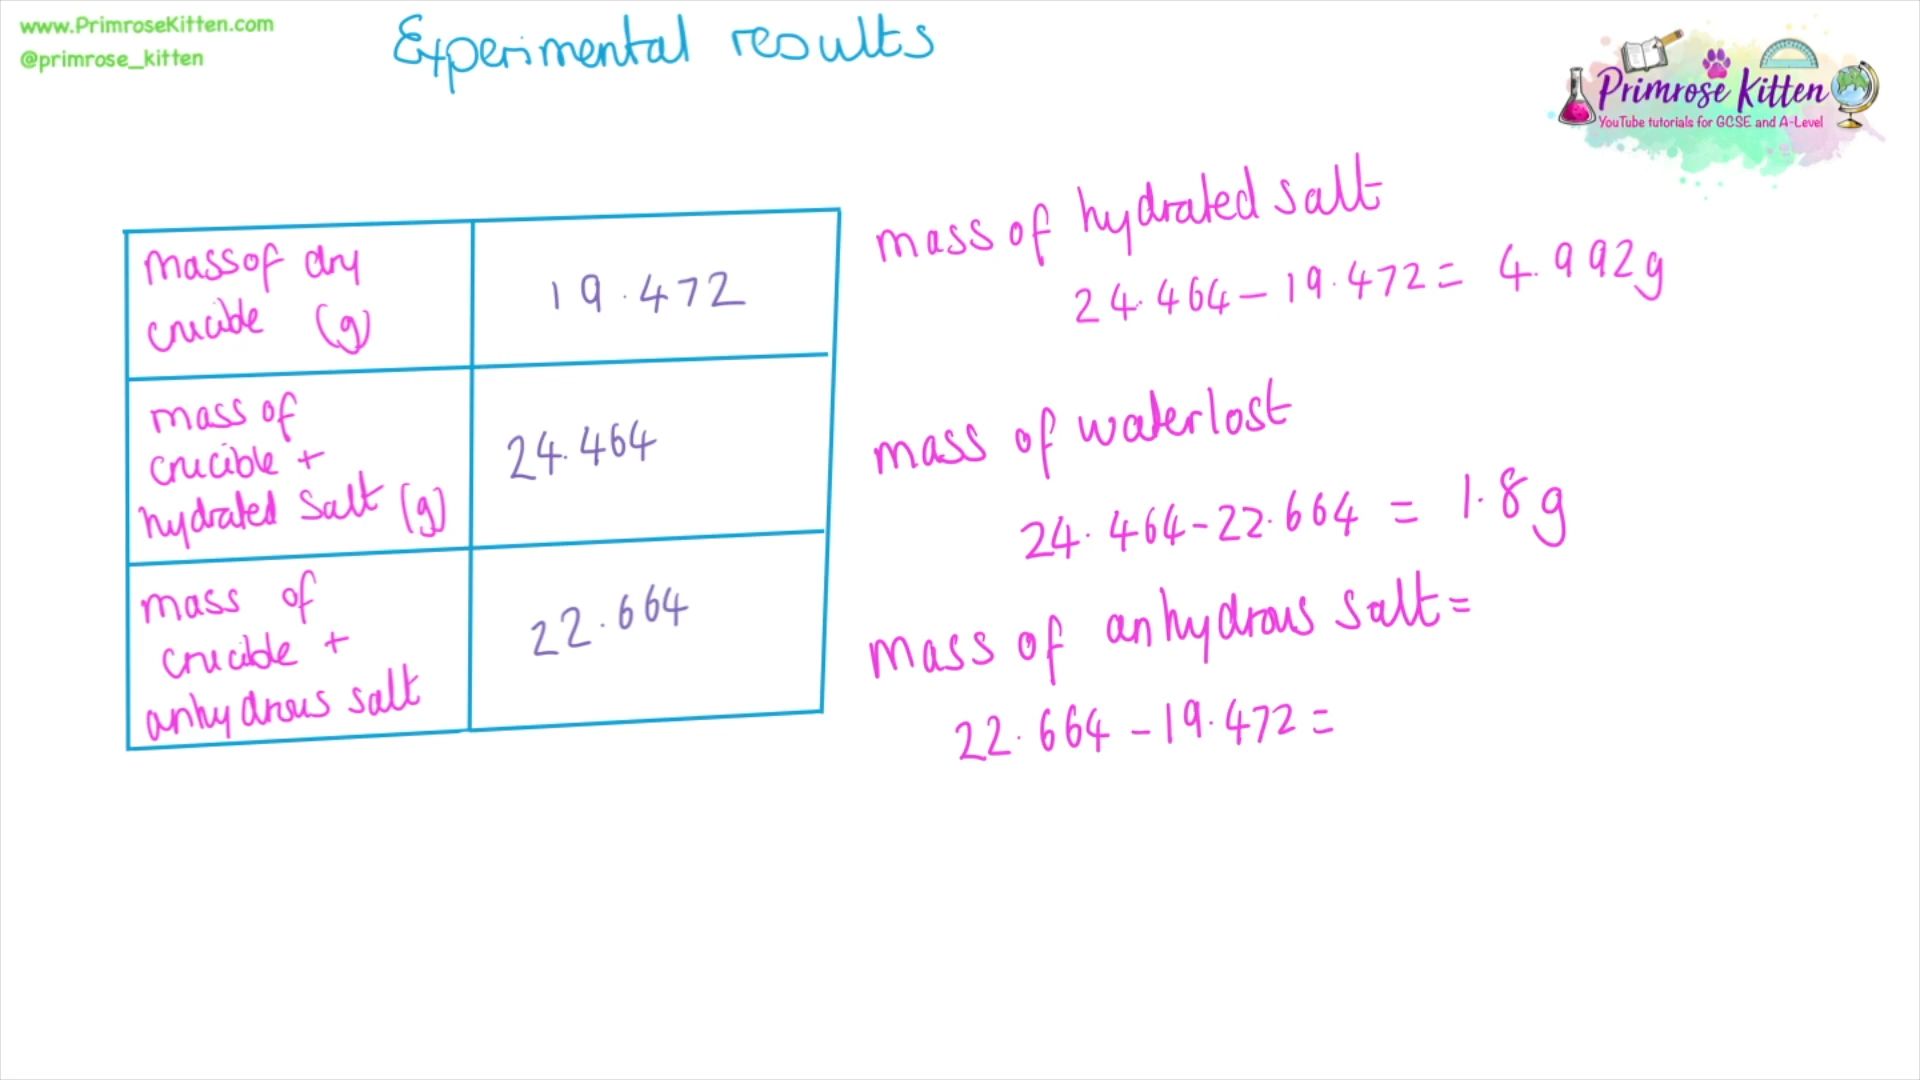 www.PrimroseKitten.com
@primrose_kitten
Experimental results
Primrose Kitten
YouTube tutorials for GCSE and A-Level
mass of dry
crucible (g)
19.472
mass of
crucible +
hydrated salt (g)
24.464
mass of
crucible +
anhydrous salt
22.664
mass of hydrated salt
24.464 - 19.472 = 4.992g
mass of water lost
24.464 - 22.664 = 1.8g
mass of anhydrous salt =
22.664 - 19.472 =